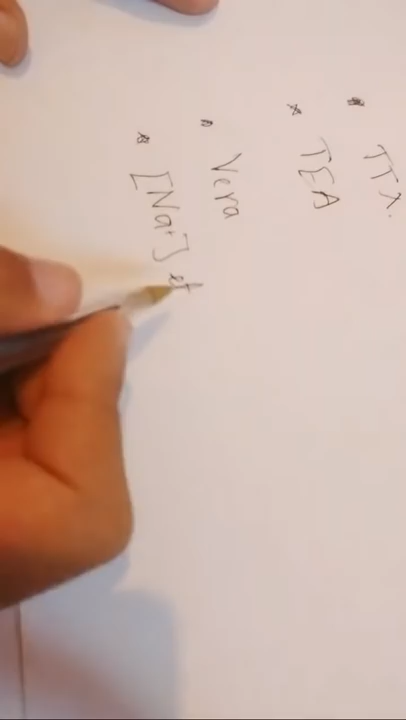 * TTX.
* TEA
* Vera
* [Na+]